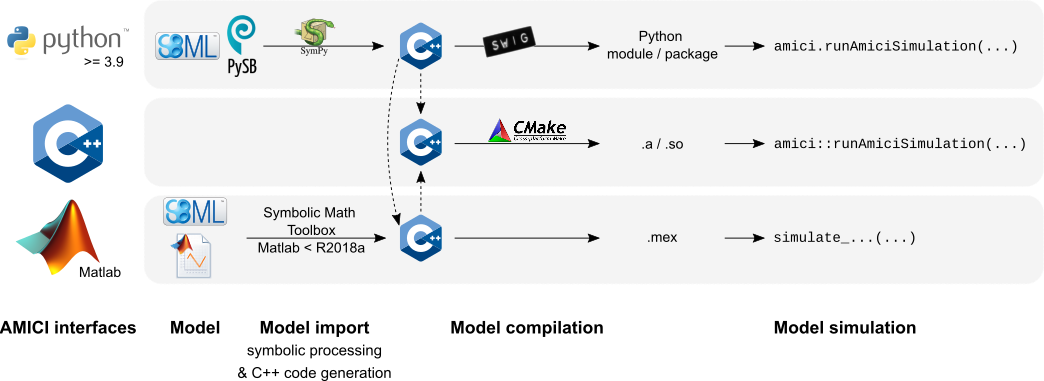 python™
>= 3.9
SBML
PySB
SymPy
C++
SWIG
Python
module / package
amici.runAmiciSimulation(...)
C++
C++
CMake
.a / .so
amici::runAmiciSimulation(...)
Matlab
SBML
Symbolic Math
Toolbox
Matlab < R2018a
C++
.mex
simulate_...(...)
AMICI interfaces
Model
Model import
symbolic processing
& C++ code generation
Model compilation
Model simulation